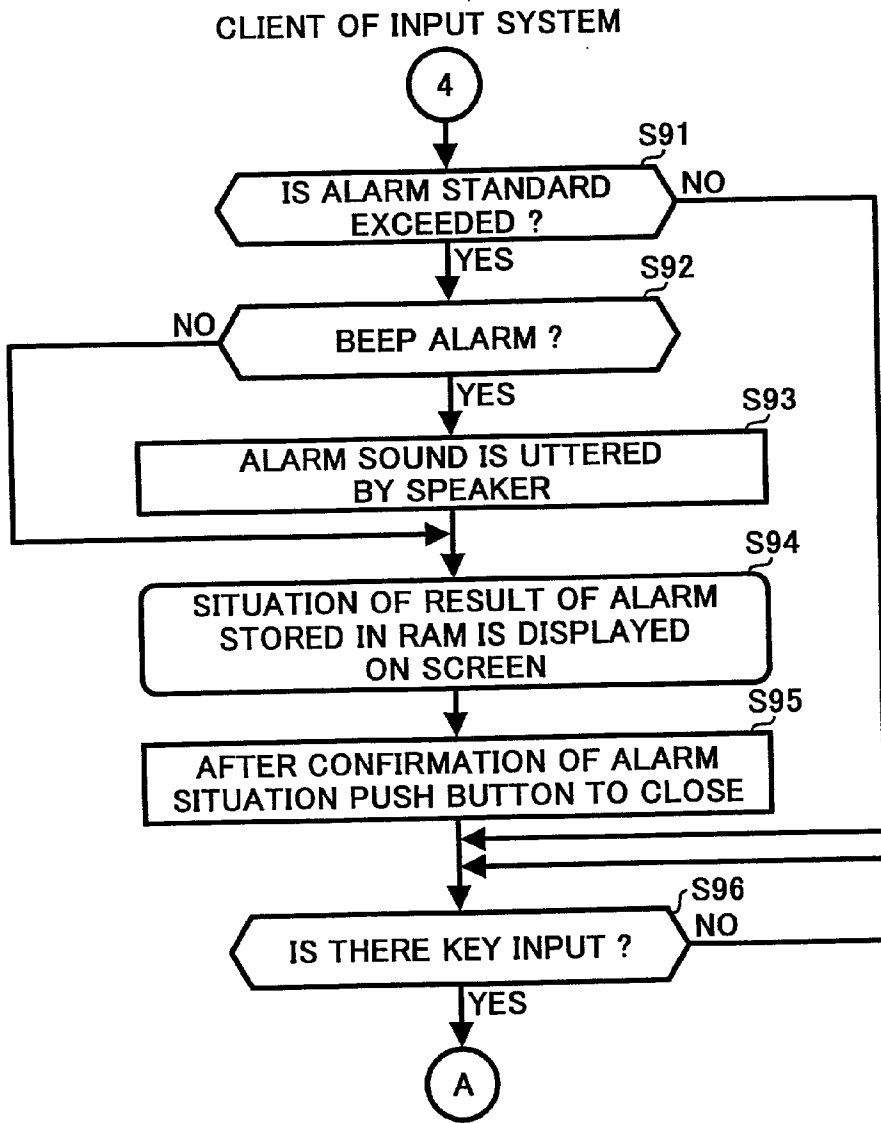 CLIENT OF INPUT SYSTEM
4
S91
IS ALARM STANDARD
EXCEEDED ?
NO
YES
S92
NO
BEEP ALARM ?
YES
S93
ALARM SOUND IS UTTERED
BY SPEAKER
S94
SITUATION OF RESULT OF ALARM
STORED IN RAM IS DISPLAYED
ON SCREEN
S95
AFTER CONFIRMATION OF ALARM
SITUATION PUSH BUTTON TO CLOSE
S96
IS THERE KEY INPUT ?
NO
YES
A